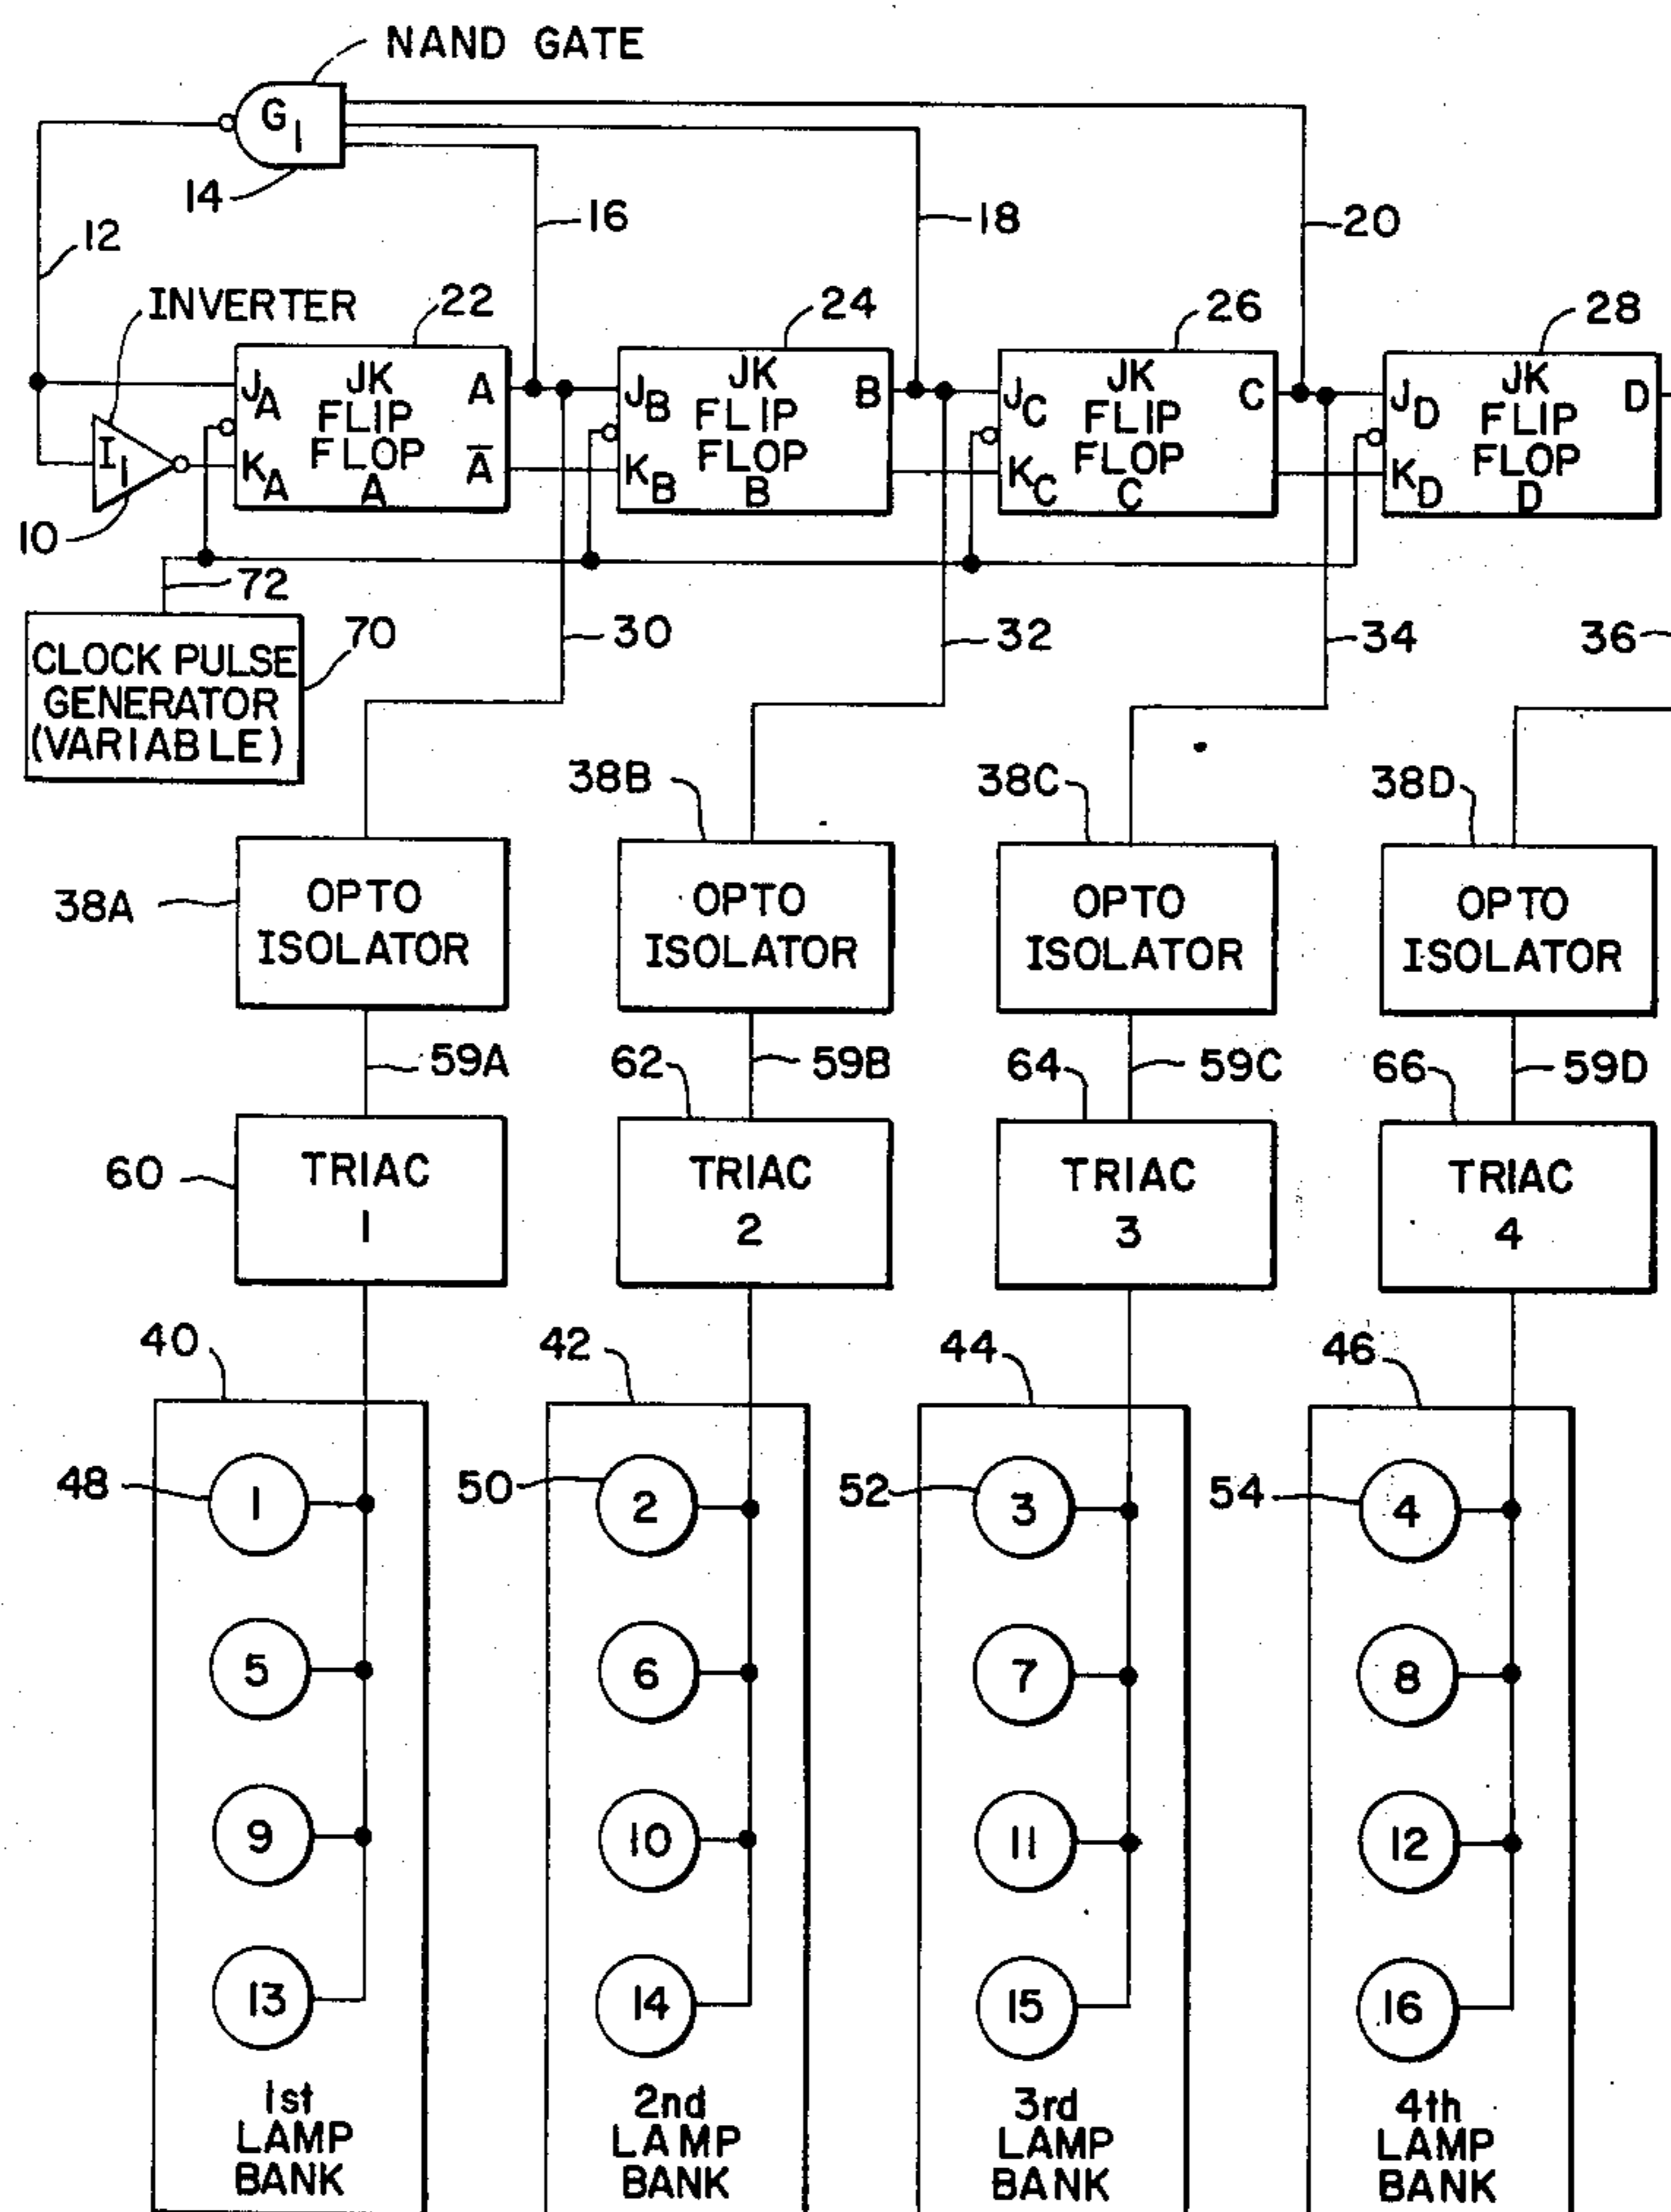 NAND GATE
G1
14
12
16
18
20
INVERTER
22
24
26
28
JA
JK
FLIP
FLOP
A
A
KA
A̅
JB
JK
FLIP
FLOP
B
B
KB
JC
JK
FLIP
FLOP
C
C
KC
JD
JK
FLIP
FLOP
D
D
KD
I1
10
72
70
CLOCK PULSE
GENERATOR
(VARIABLE)
30
32
34
36
38A
38B
38C
38D
OPTO
ISOLATOR
OPTO
ISOLATOR
OPTO
ISOLATOR
OPTO
ISOLATOR
59A
62
59B
64
59C
66
59D
60
TRIAC
1
TRIAC
2
TRIAC
3
TRIAC
4
40
42
44
46
48
1
50
2
52
3
54
4
5
6
7
8
9
10
11
12
13
14
15
16
1st
LAMP
BANK
2nd
LAMP
BANK
3rd
LAMP
BANK
4th
LAMP
BANK